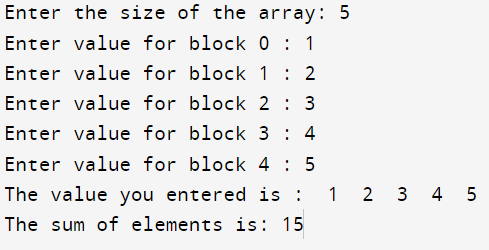 Enter the size of the array: 5
Enter value for block 0 : 1
Enter value for block 1 : 2
Enter value for block 2 : 3
Enter value for block 3 : 4
Enter value for block 4 : 5
The value you entered is :  1  2  3  4  5
The sum of elements is: 15